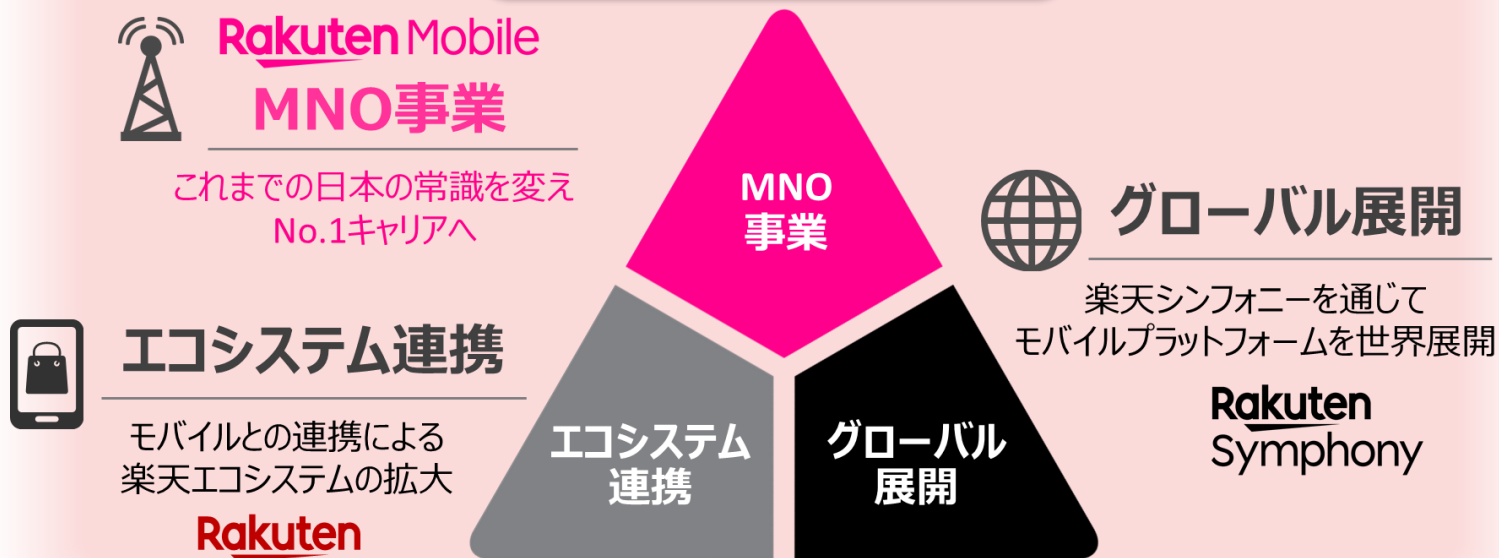 Rakuten Mobile
MNO事業
これまでの日本の常識を変え
No.1キャリアへ
MNO
事業
グローバル展開
楽天シンフォニーを通じて
モバイルプラットフォームを世界展開
Rakuten
Symphony
エコシステム連携
モバイルとの連携による
楽天エコシステムの拡大
Rakuten
エコシステム
連携
グローバル
展開